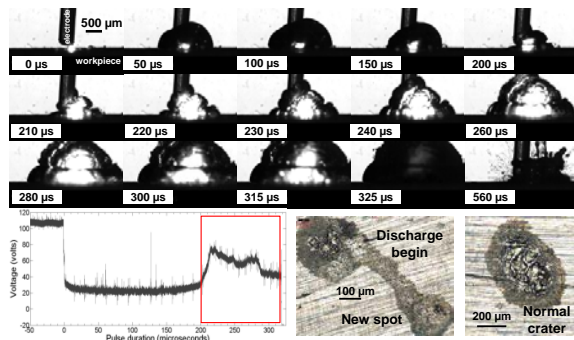 electrode
500 µm
0 µs
workpiece
50 µs
100 µs
150 µs
200 µs
210 µs
220 µs
230 µs
240 µs
260 µs
280 µs
300 µs
315 µs
325 µs
560 µs
120
100
80
60
40
20
0
-20
-50
0
50
100
150
200
250
300
Voltage (volts)
Pulse duration (microseconds)
Discharge
begin
100 µm
New spot
200 µm
Normal
crater